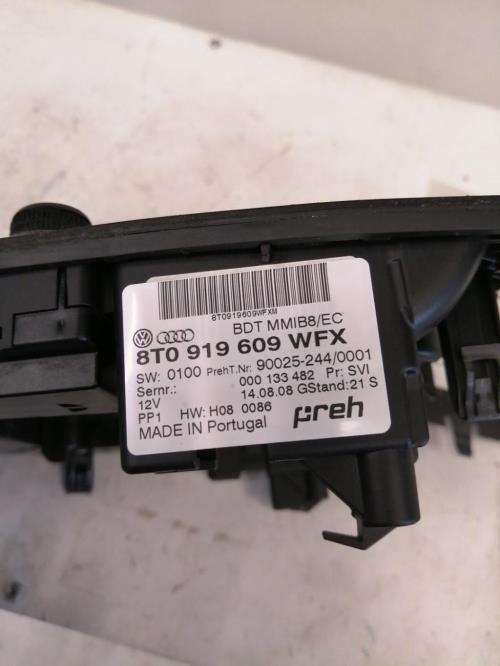 8T0919609WFXM
BDT MMIB8/EC
8T0 919 609 WFX
SW: 0100 PrehT.Nr: 90025-244/0001
Sernr.: 000 133 482 Pr: SVI
12V 14.08.08 GStand:21 S
PP1 HW: H08 0086
MADE IN Portugal preh